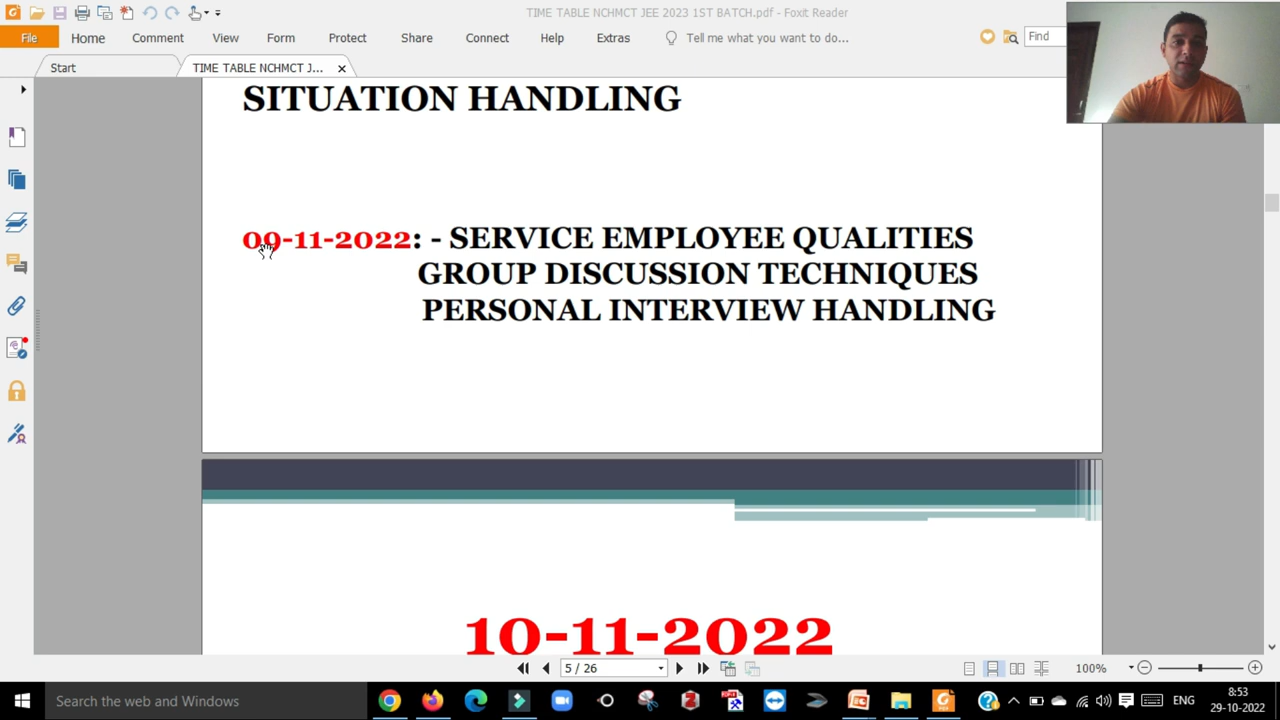 TIME TABLE NCHMCT JEE 2023 1ST BATCH.pdf - Foxit Reader
File Home Comment View Form Protect Share Connect Help Extras Tell me what you want to do... Find
Start TIME TABLE NCHMCT J... x
SITUATION HANDLING
09-11-2022: - SERVICE EMPLOYEE QUALITIES
GROUP DISCUSSION TECHNIQUES
PERSONAL INTERVIEW HANDLING
10-11-2022
5 / 26 100%
Search the web and Windows ENG 8:53
29-10-2022